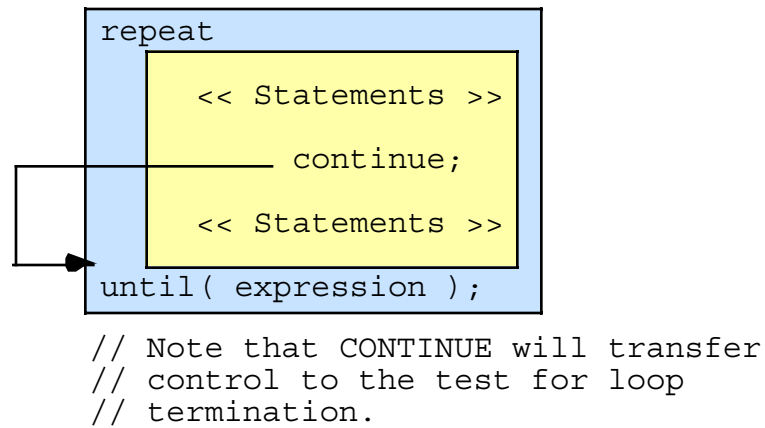 repeat
<< Statements >>
continue;
<< Statements >>
until( expression );
// Note that CONTINUE will transfer
// control to the test for loop
// termination.